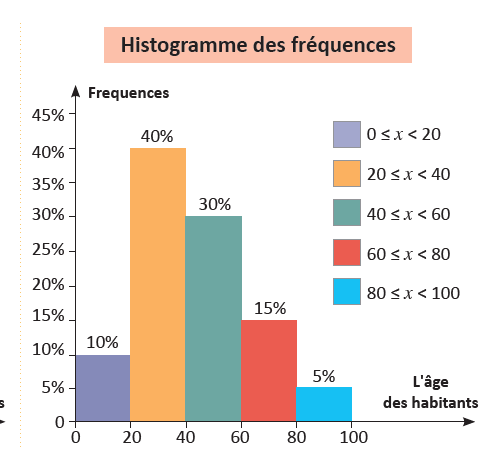 Histogramme des fréquences
Frequences
45%
40%
35%
30%
25%
20%
15%
10%
5%
0
10%
40%
30%
15%
5%
0 20 40 60 80 100
0 ≤ x < 20
20 ≤ x < 40
40 ≤ x < 60
60 ≤ x < 80
80 ≤ x < 100
L'âge
des habitants
s